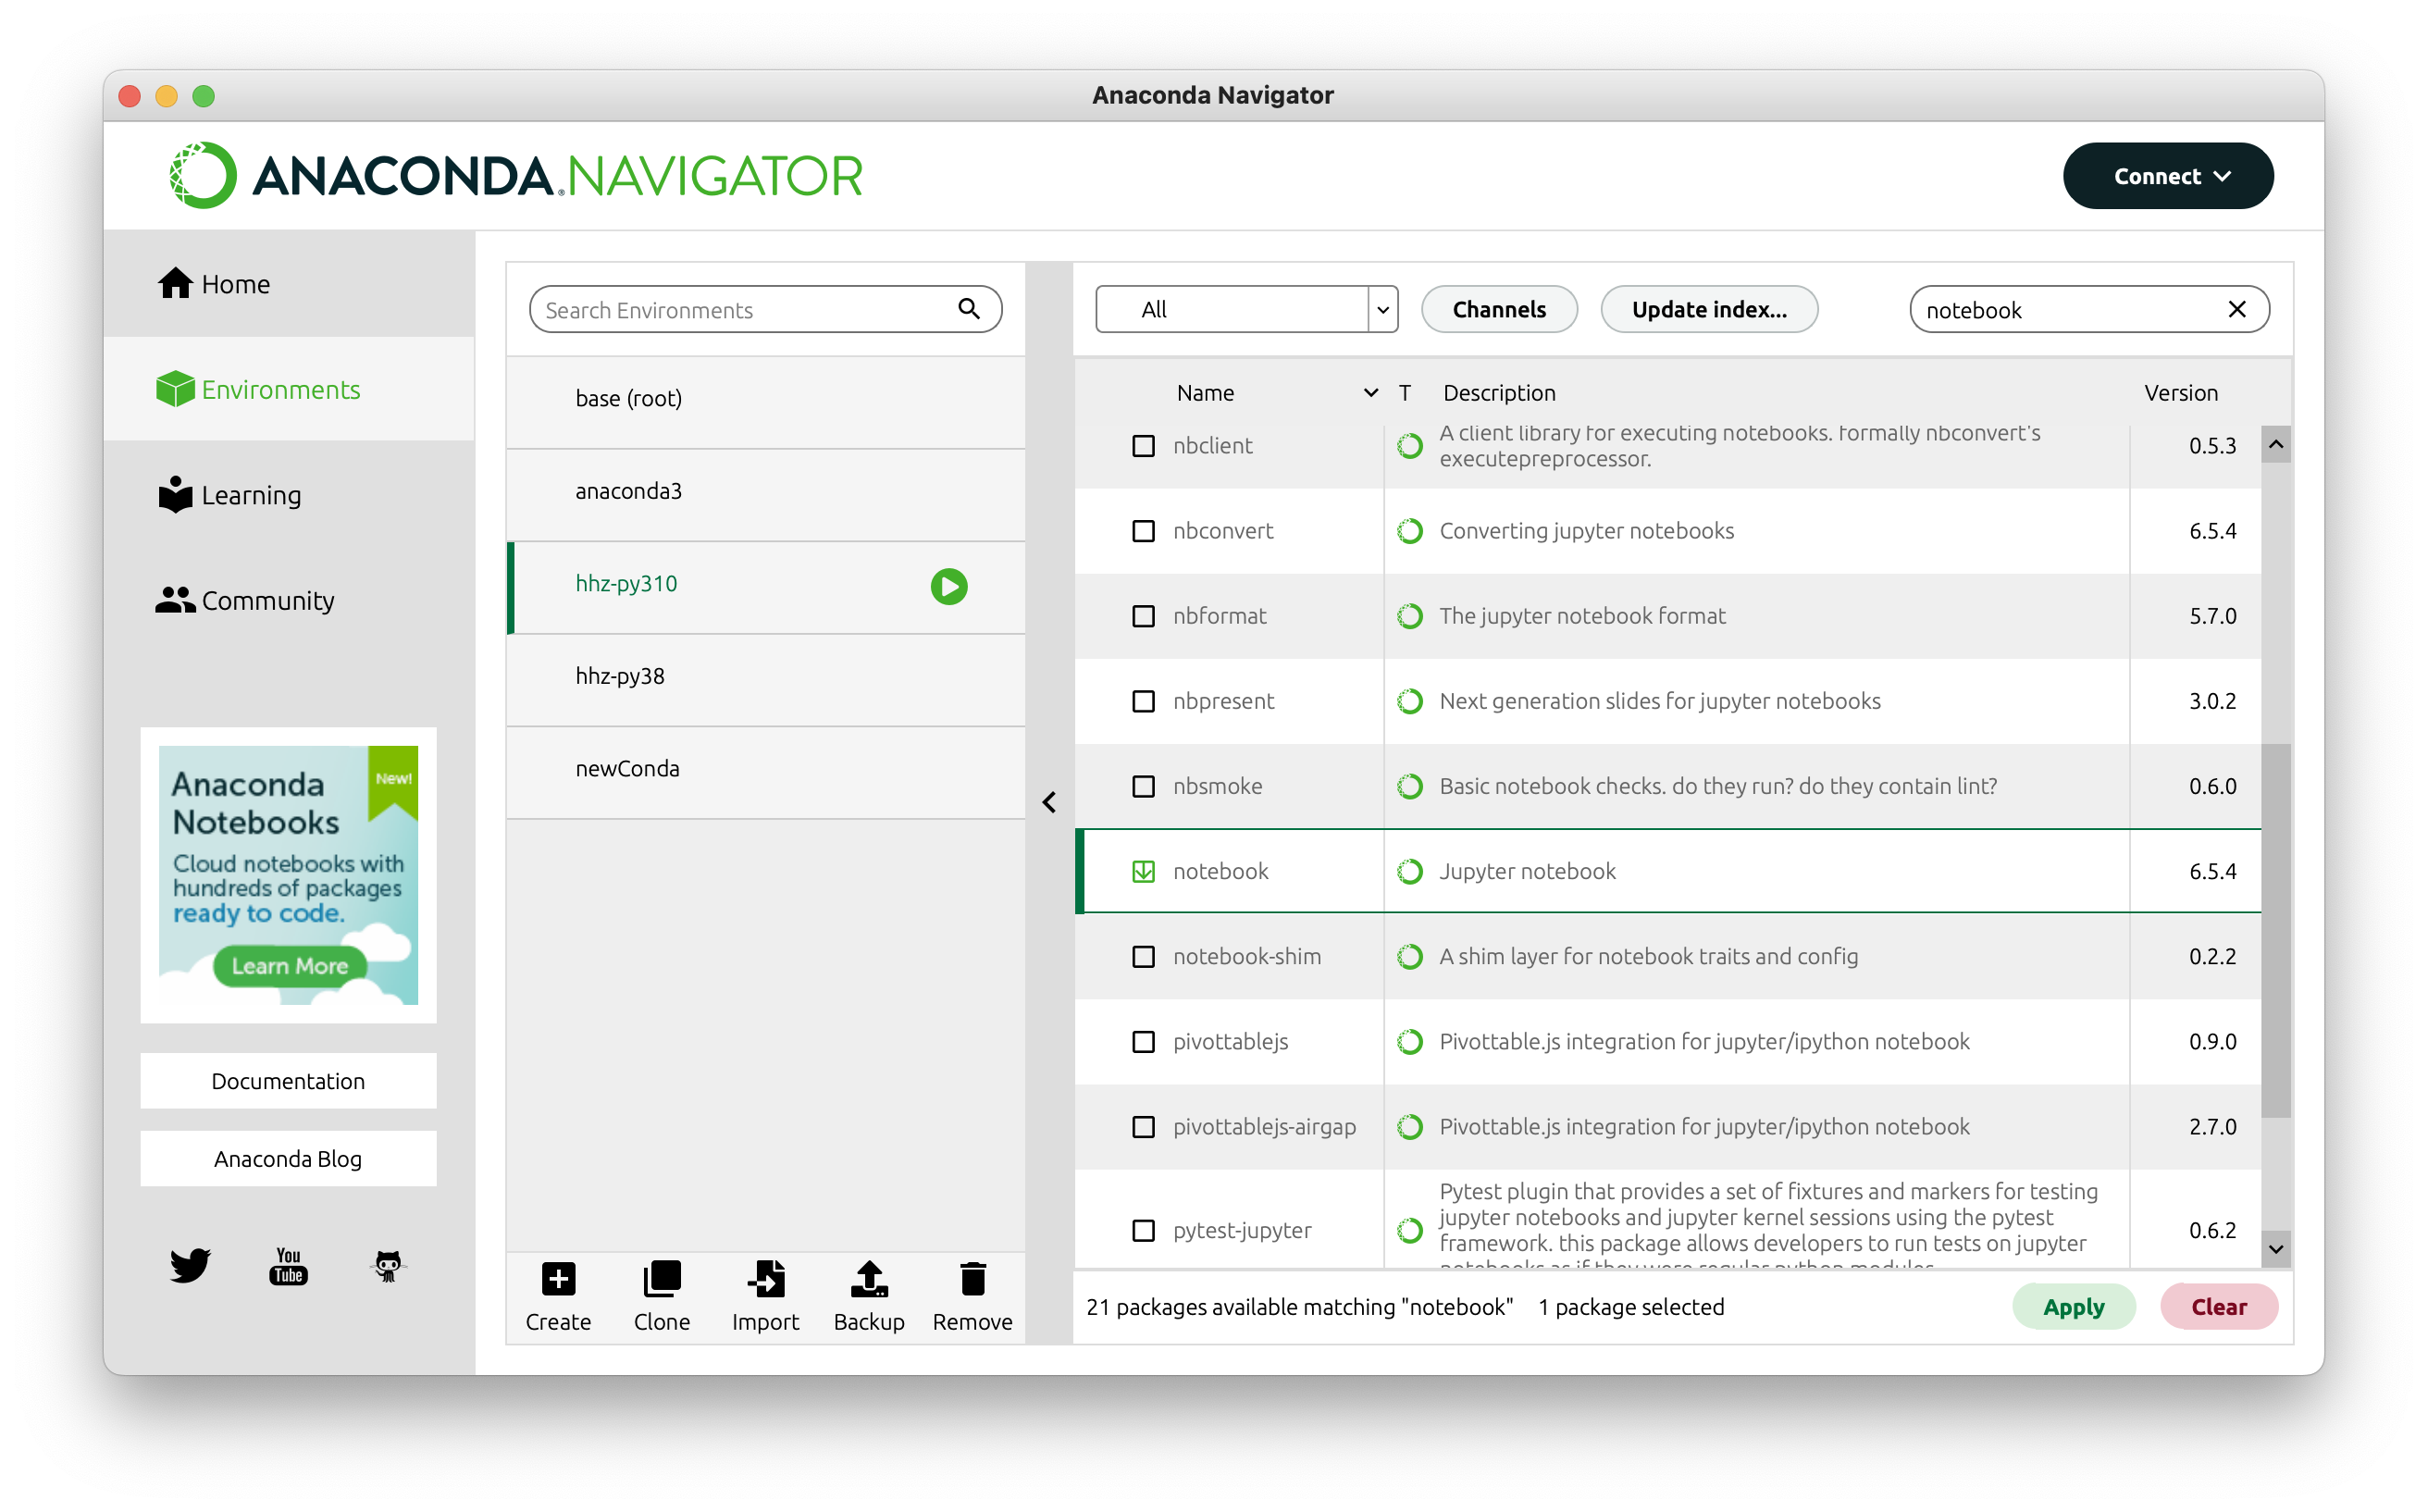 Anaconda Navigator
ANACONDA.NAVIGATOR
Connect
Home
Environments
Learning
Community
Anaconda
Notebooks
New!
Cloud notebooks with
hundreds of packages
ready to code.
Learn More
Documentation
Anaconda Blog
You
Tube
Search Environments
base (root)
anaconda3
hhz-py310
hhz-py38
newConda
Create
Clone
Import
Backup
Remove
All
Channels
Update index...
notebook
Name
T
Description
Version
nbclient
A client library for executing notebooks. formally nbconvert's
executepreprocessor.
0.5.3
nbconvert
Converting jupyter notebooks
6.5.4
nbformat
The jupyter notebook format
5.7.0
nbpresent
Next generation slides for jupyter notebooks
3.0.2
nbsmoke
Basic notebook checks. do they run? do they contain lint?
0.6.0
notebook
Jupyter notebook
6.5.4
notebook-shim
A shim layer for notebook traits and config
0.2.2
pivottablejs
Pivottable.js integration for jupyter/ipython notebook
0.9.0
pivottablejs-airgap
Pivottable.js integration for jupyter/ipython notebook
2.7.0
pytest-jupyter
Pytest plugin that provides a set of fixtures and markers for testing
jupyter notebooks and jupyter kernel sessions using the pytest
framework. this package allows developers to run tests on jupyter
notebooks as if they were regular python modules
0.6.2
21 packages available matching "notebook"
1 package selected
Apply
Clear